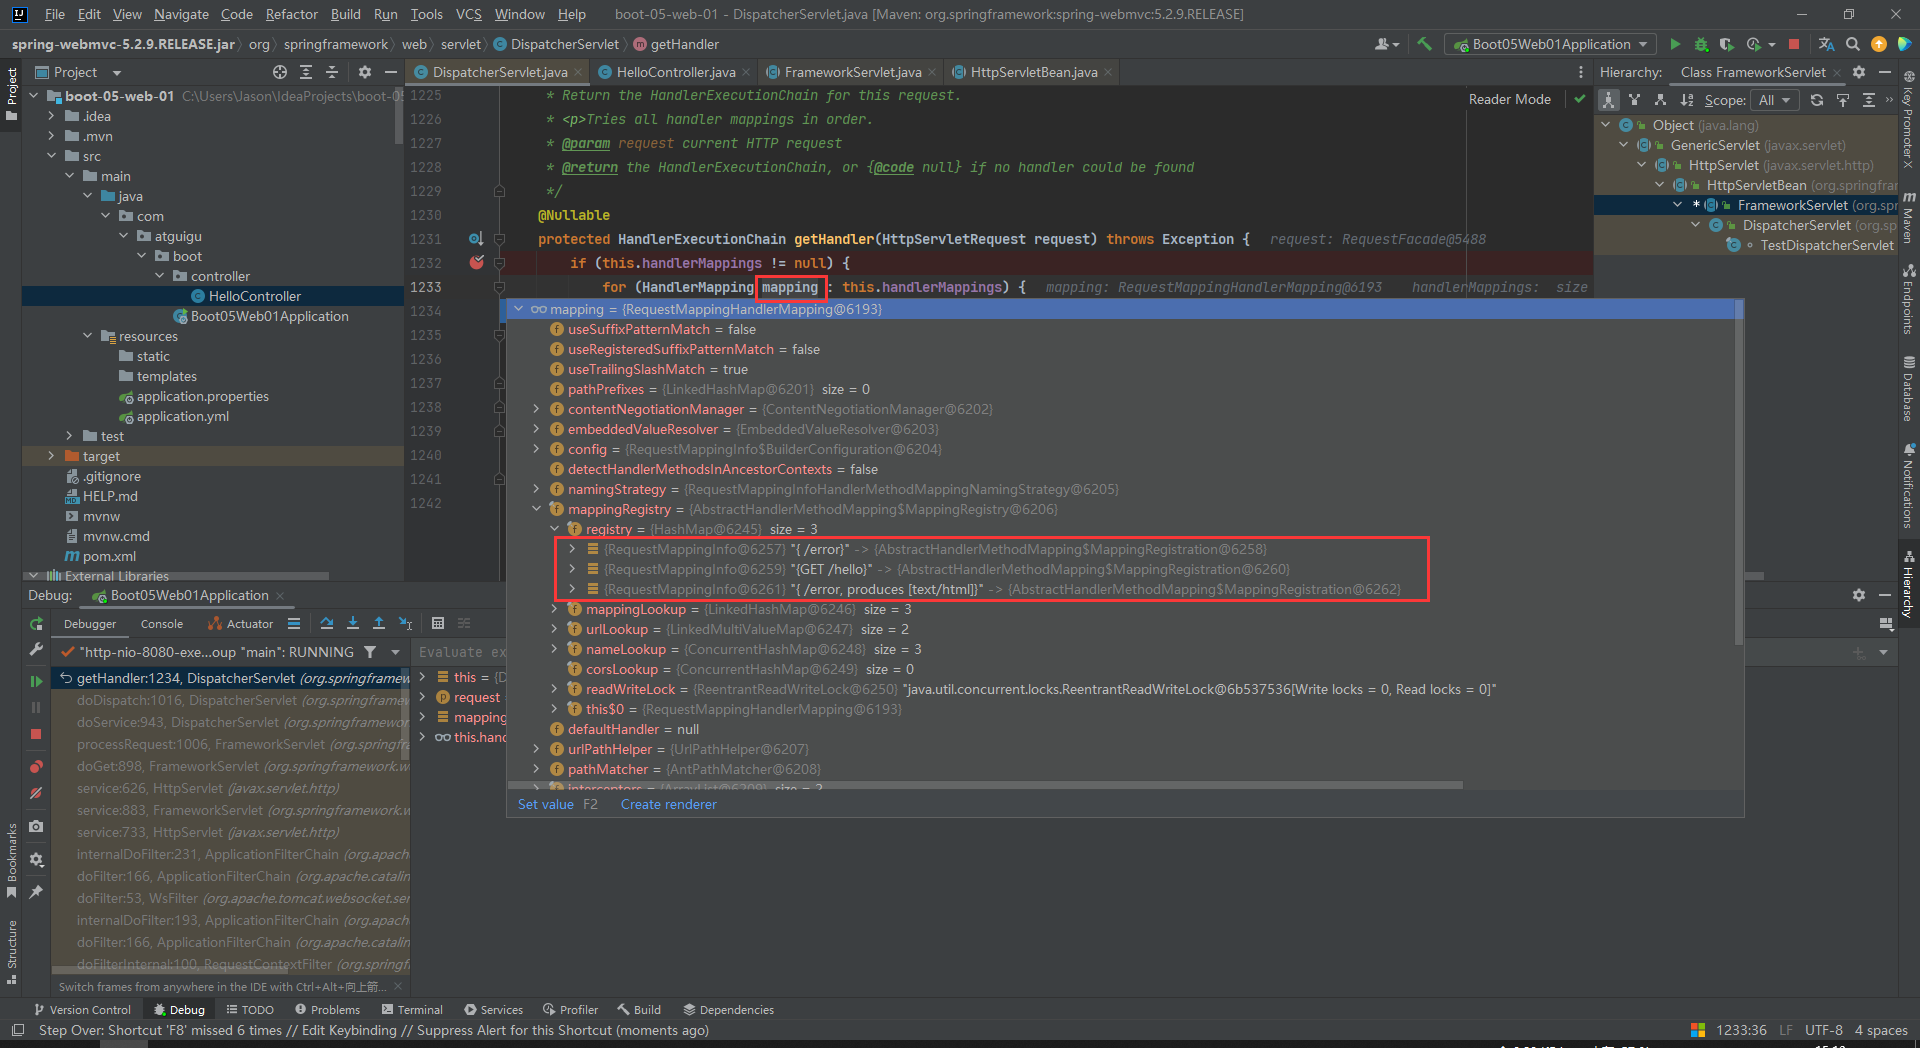 File Edit View Navigate Code Refactor Build Run Tools VCS Window Help boot-05-web-01 - DispatcherServlet.java [Maven: org.springframework:spring-webmvc:5.2.9.RELEASE]
spring-webmvc-5.2.9.RELEASE.jar org springframework web servlet DispatcherServlet getHandler Boot05Web01Application
Project
DispatcherServlet.java HelloController.java FrameworkServlet.java HttpServletBean.java
Hierarchy: Class FrameworkServlet
Scope: All
Project
boot-05-web-01 C:\Users\Jason\IdeaProjects\boot-05
.idea
.mvn
src
main
java
com
atguigu
boot
controller
HelloController
Boot05Web01Application
resources
static
templates
application.properties
application.yml
test
target
.gitignore
HELP.md
mvnw
mvnw.cmd
pom.xml
External Libraries
Reader Mode
1225 * Return the HandlerExecutionChain for this request.
1226 * <p>Tries all handler mappings in order.
1227 * @param request current HTTP request
1228 * @return the HandlerExecutionChain, or {@code null} if no handler could be found
1229 */
1230 @Nullable
1231 protected HandlerExecutionChain getHandler(HttpServletRequest request) throws Exception { request: RequestFacade@5488
1232 if (this.handlerMappings != null) {
1233 for (HandlerMapping mapping : this.handlerMappings) { mapping: RequestMappingHandlerMapping@6193 handlerMappings: size
1234
1235
1236
1237
1238
1239
1240
1241
1242
mapping = {RequestMappingHandlerMapping@6193}
useSuffixPatternMatch = false
useRegisteredSuffixPatternMatch = false
useTrailingSlashMatch = true
pathPrefixes = {LinkedHashMap@6201} size = 0
contentNegotiationManager = {ContentNegotiationManager@6202}
embeddedValueResolver = {EmbeddedValueResolver@6203}
config = {RequestMappingInfo$BuilderConfiguration@6204}
detectHandlerMethodsInAncestorContexts = false
namingStrategy = {RequestMappingInfoHandlerMethodMappingNamingStrategy@6205}
mappingRegistry = {AbstractHandlerMethodMapping$MappingRegistry@6206}
registry = {HashMap@6245} size = 3
{RequestMappingInfo@6257} "{ /error}" -> {AbstractHandlerMethodMapping$MappingRegistration@6258}
{RequestMappingInfo@6259} "{GET /hello}" -> {AbstractHandlerMethodMapping$MappingRegistration@6260}
{RequestMappingInfo@6261} "{ /error, produces [text/html]}" -> {AbstractHandlerMethodMapping$MappingRegistration@6262}
mappingLookup = {LinkedHashMap@6246} size = 3
urlLookup = {LinkedMultiValueMap@6247} size = 2
nameLookup = {ConcurrentHashMap@6248} size = 3
corsLookup = {ConcurrentHashMap@6249} size = 0
readWriteLock = {ReentrantReadWriteLock@6250} "java.util.concurrent.locks.ReentrantReadWriteLock@6b537536[Write locks = 0, Read locks = 0]"
this$0 = {RequestMappingHandlerMapping@6193}
defaultHandler = null
urlPathHelper = {UrlPathHelper@6207}
pathMatcher = {AntPathMatcher@6208}
interceptors = {ArrayList@6209} size = 2
Set value F2 Create renderer
Object (java.lang)
GenericServlet (javax.servlet)
HttpServlet (javax.servlet.http)
HttpServletBean (org.springfrar
* FrameworkServlet (org.spr
DispatcherServlet (org.sp
TestDispatcherServlet
Key Promoter X
Maven
Endpoints
Database
Notifications
Hierarchy
Debug: Boot05Web01Application
Debugger Console Actuator
"http-nio-8080-exe...oup "main": RUNNING
Evaluate ex
getHandler:1234, DispatcherServlet (org.springframew
doDispatch:1016, DispatcherServlet (org.springframew
doService:943, DispatcherServlet (org.springframewo
processRequest:1006, FrameworkServlet (org.springfra
doGet:898, FrameworkServlet (org.springframework.w
service:626, HttpServlet (javax.servlet.http)
service:883, FrameworkServlet (org.springframework.
service:733, HttpServlet (javax.servlet.http)
internalDoFilter:231, ApplicationFilterChain (org.apac
doFilter:166, ApplicationFilterChain (org.apache.catalin
doFilter:53, WsFilter (org.apache.tomcat.websocket.ser
internalDoFilter:193, ApplicationFilterChain (org.apach
doFilter:166, ApplicationFilterChain (org.apache.catalin
doFilterInternal:100, RequestContextFilter (org.springf
this = {D
request
mapping
this.hand
Switch frames from anywhere in the IDE with Ctrl+Alt+向上箭...
Bookmarks
Structure
Version Control Debug TODO Problems Terminal Services Profiler Build Dependencies
Step Over: Shortcut 'F8' missed 6 times // Edit Keybinding // Suppress Alert for this Shortcut (moments ago)
1233:36 LF UTF-8 4 spaces